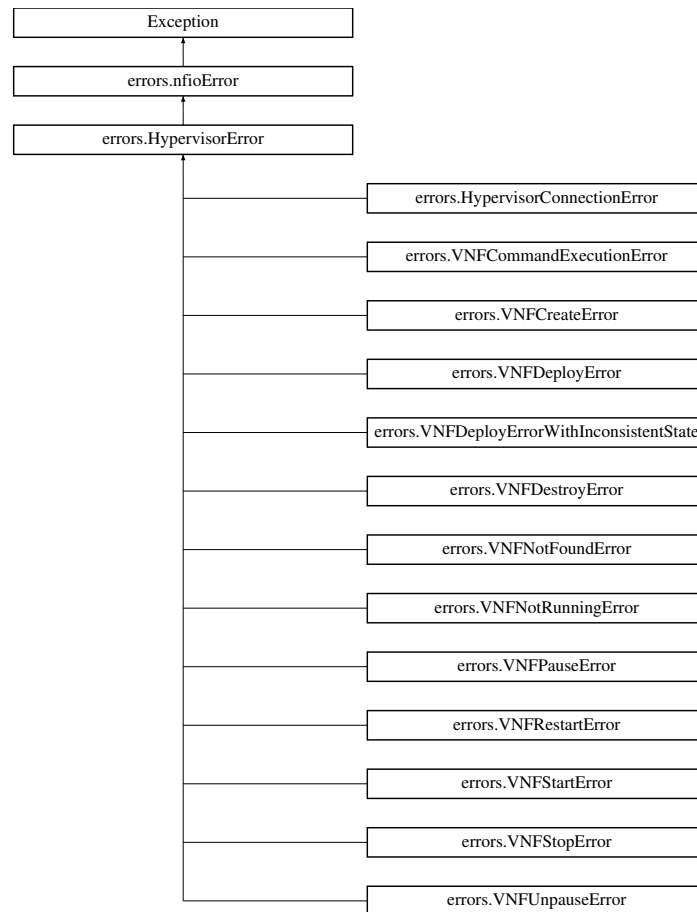 Exception
errors.nfioError
errors.HypervisorError
errors.HypervisorConnectionError
errors.VNFCommandExecutionError
errors.VNFCreateError
errors.VNFDeployError
errors.VNFDeployErrorWithInconsistentState
errors.VNFDestroyError
errors.VNFNotFoundError
errors.VNFNotRunningError
errors.VNFPauseError
errors.VNFRestartError
errors.VNFStartError
errors.VNFStopError
errors.VNFUnpauseError